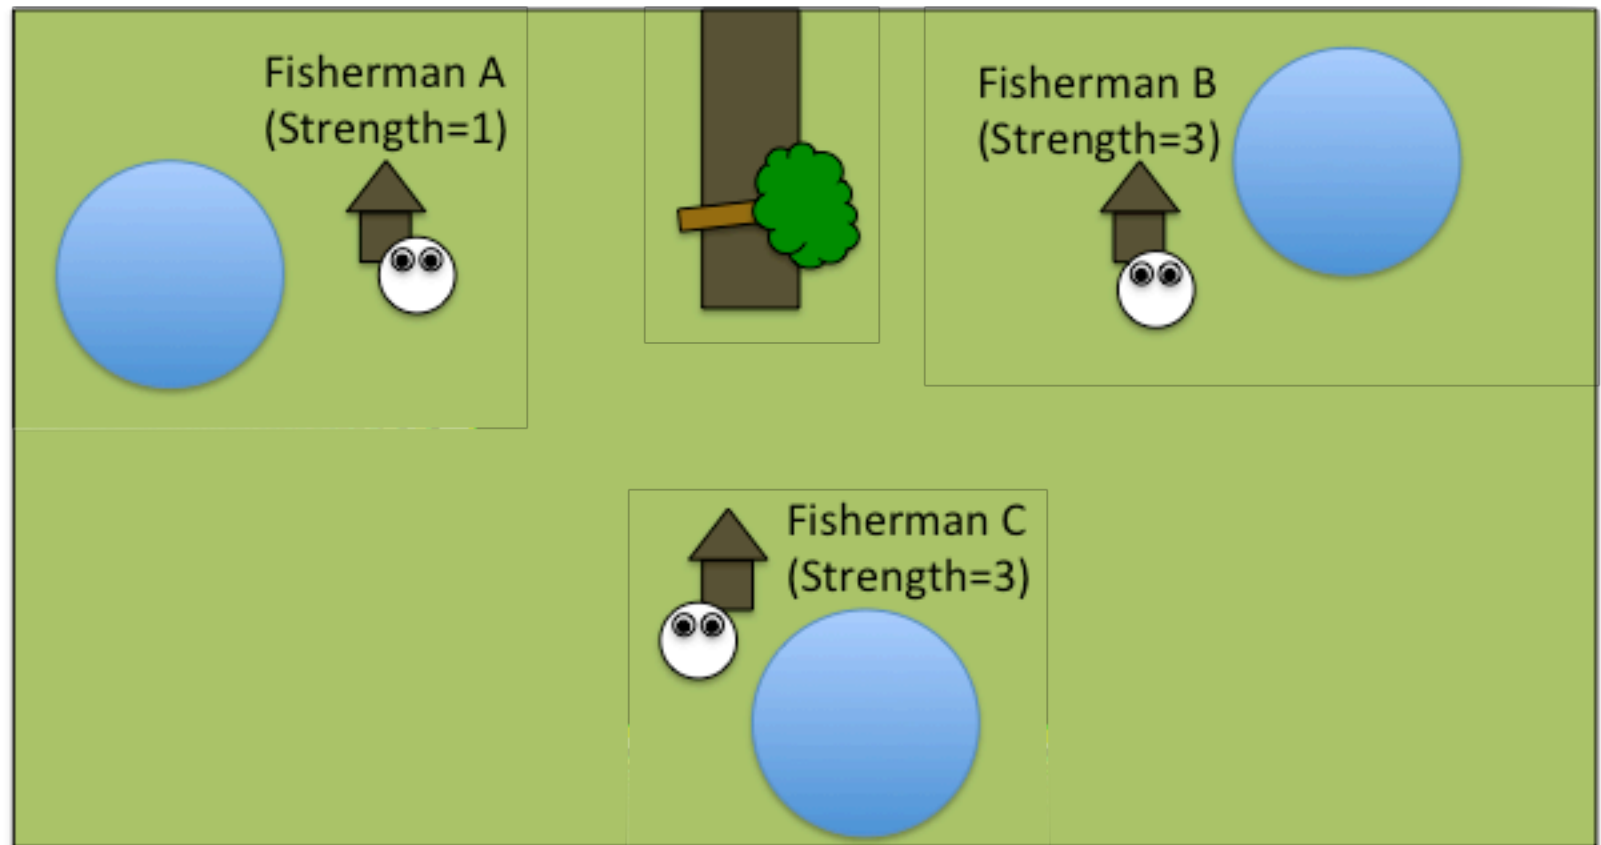 Fisherman A
(Strength=1)
Fisherman B
(Strength=3)
Fisherman C
(Strength=3)